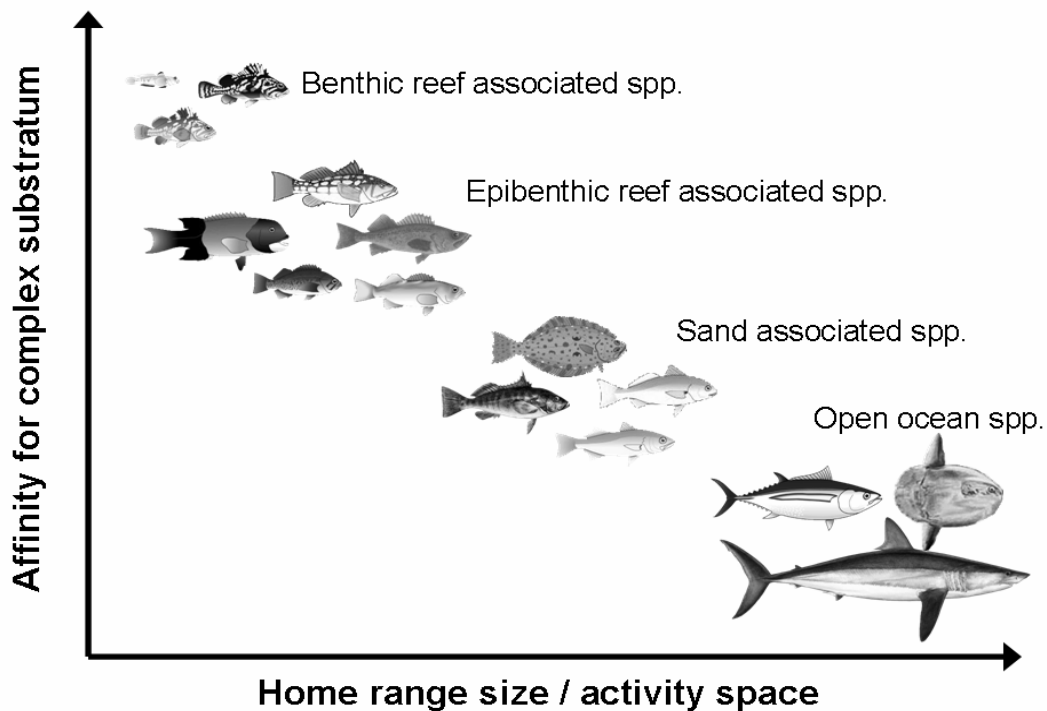 Affinity for complex substratum
Benthic reef associated spp.
Epibenthic reef associated spp.
Sand associated spp.
Open ocean spp.
Home range size / activity space